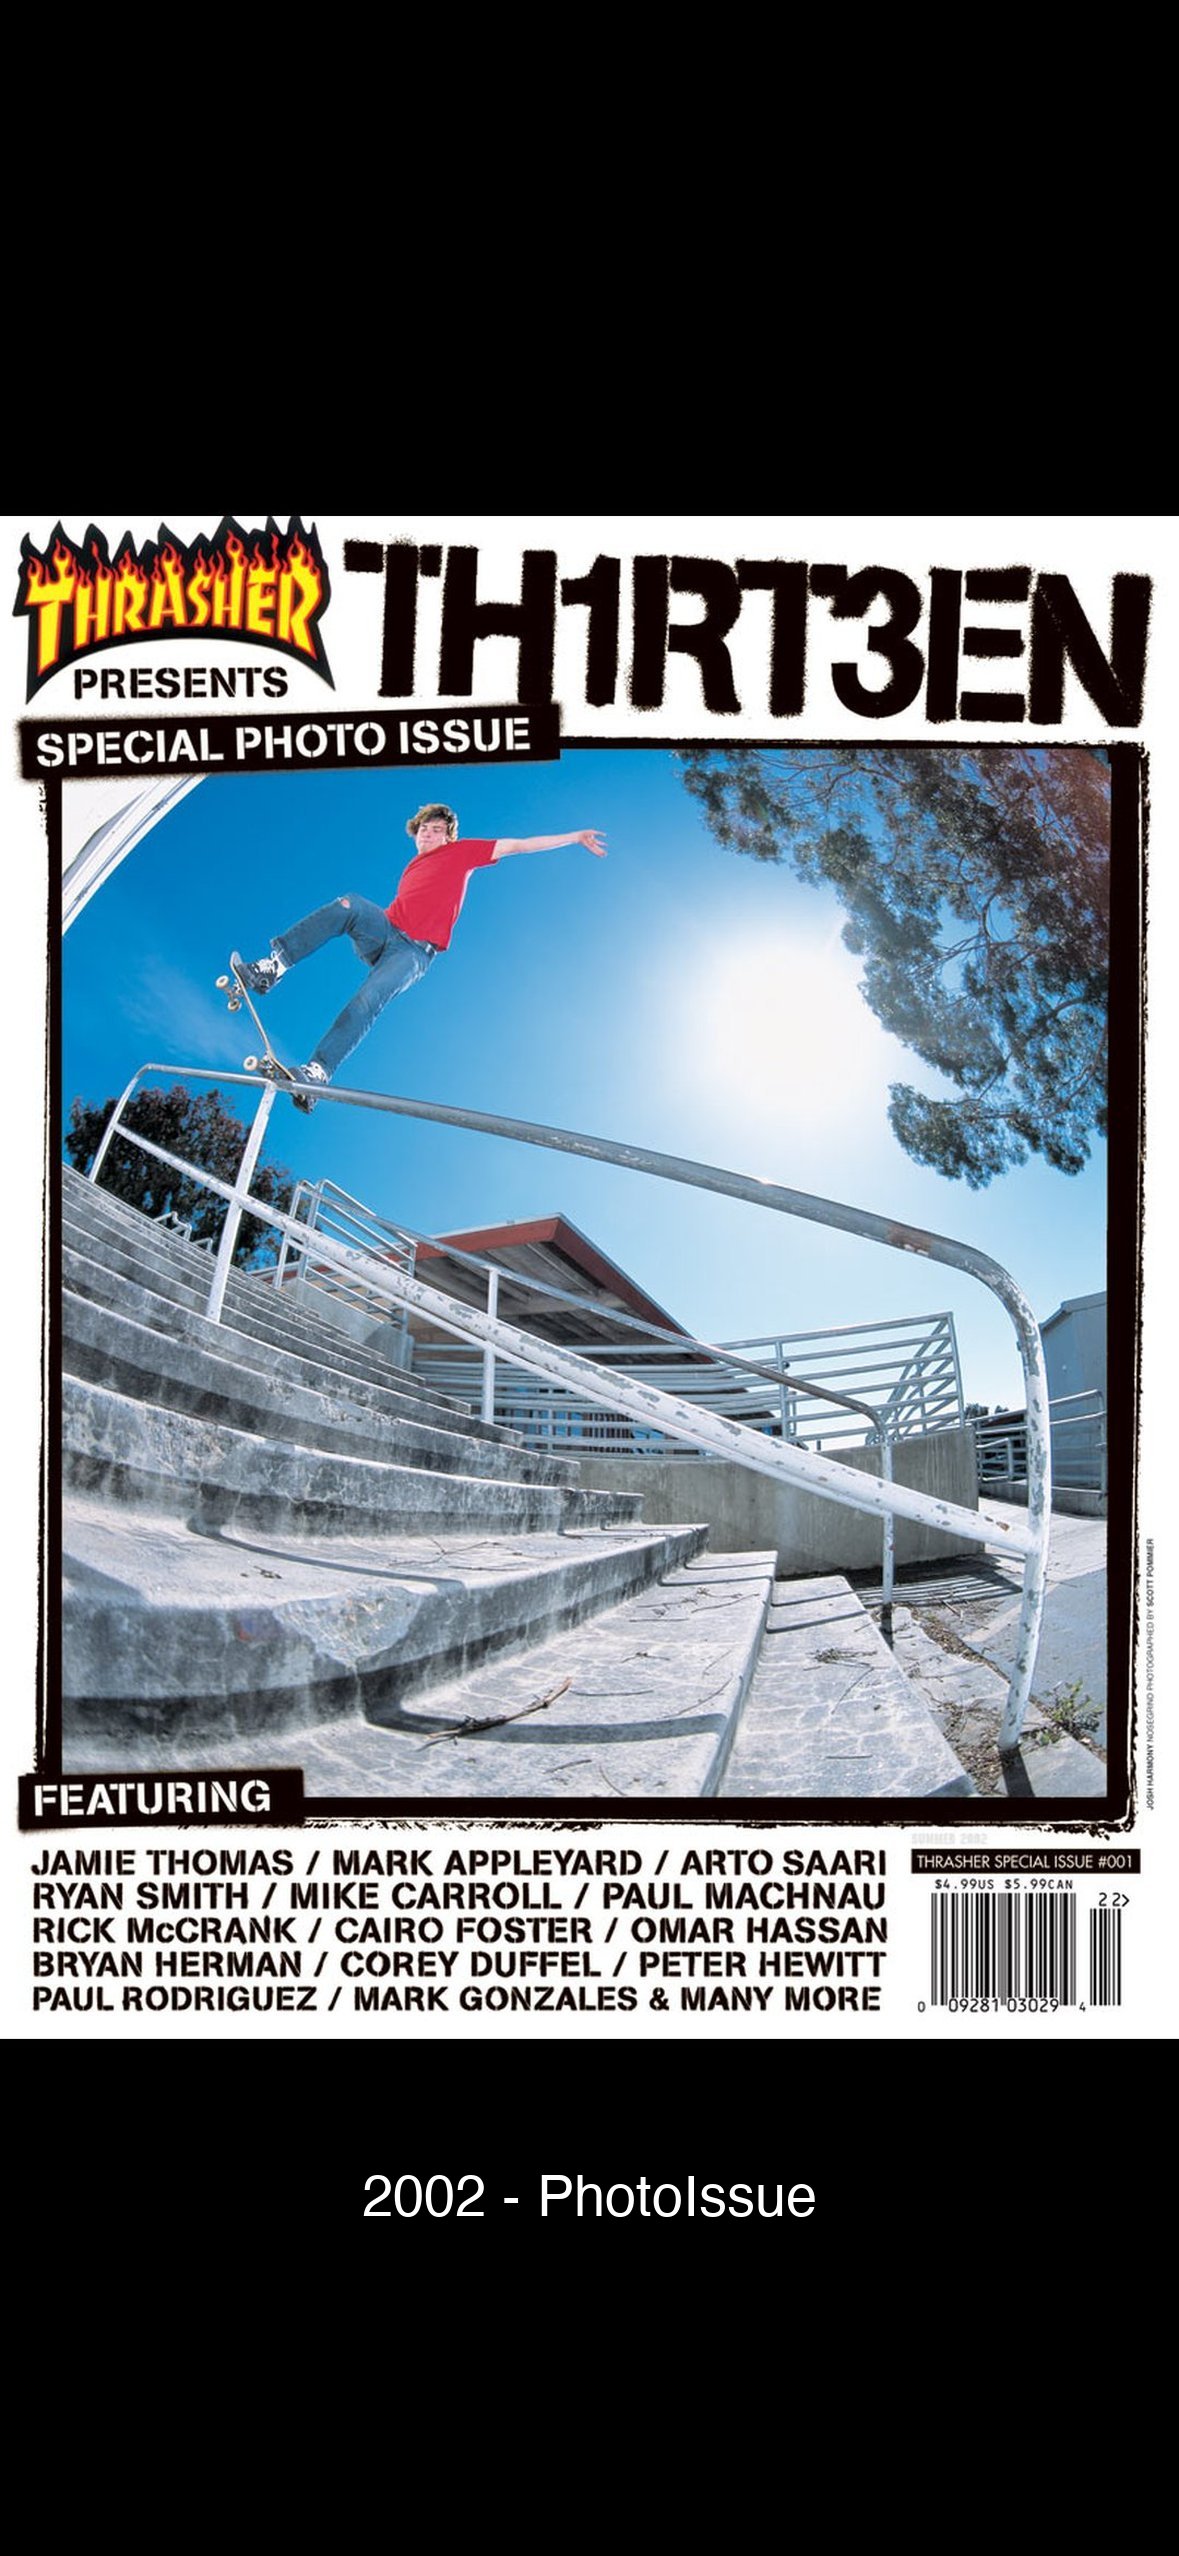 THRASHER
PRESENTS
TH1RT3EN
SPECIAL PHOTO ISSUE
JOSH HARMONY NOSEGRIND PHOTOGRAPHED BY SCOTT POMMIER
FEATURING
JAMIE THOMAS / MARK APPLEYARD / ARTO SAARI
RYAN SMITH / MIKE CARROLL / PAUL MACHNAU
RICK McCRANK / CAIRO FOSTER / OMAR HASSAN
BRYAN HERMAN / COREY DUFFEL / PETER HEWITT
PAUL RODRIGUEZ / MARK GONZALES & MANY MORE
SUMMER 2002
THRASHER SPECIAL ISSUE #001
$4.99US $5.99CAN
22>
0 09281 03029 4
2002 - PhotoIssue